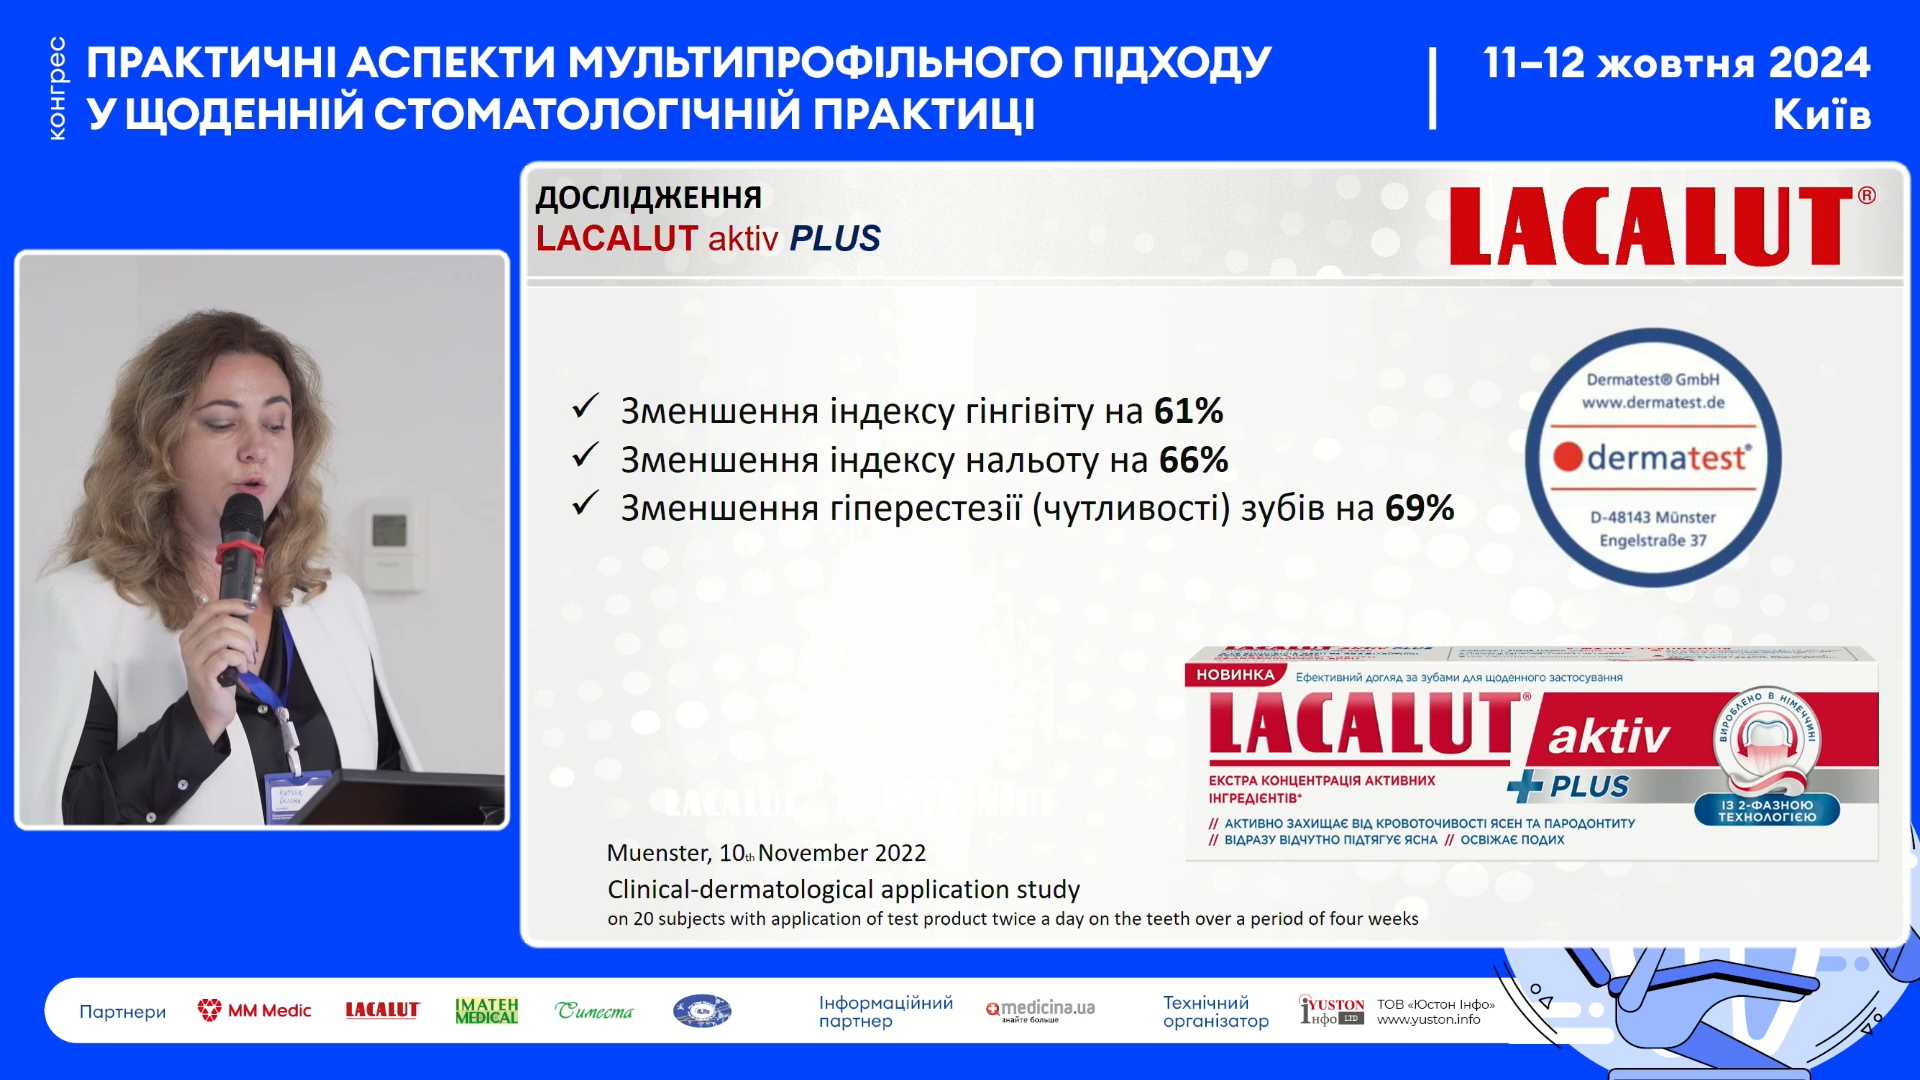 конгрес
ПРАКТИЧНІ АСПЕКТИ МУЛЬТИПРОФІЛЬНОГО ПІДХОДУ
У ЩОДЕННІЙ СТОМАТОЛОГІЧНІЙ ПРАКТИЦІ
11–12 жовтня 2024
Київ
ДОСЛІДЖЕННЯ
LACALUT aktiv PLUS
LACALUT®
✓ Зменшення індексу гінгівіту на 61%
✓ Зменшення індексу нальоту на 66%
✓ Зменшення гіперестезії (чутливості) зубів на 69%
Dermatest® GmbH
www.dermatest.de
dermatest®
D-48143 Münster
Engelstraße 37
НОВИНКА
Ефективний догляд за зубами для щоденного застосування
LACALUT® aktiv
+ PLUS
ВИРОБЛЕНО В НІМЕЧЧИНІ
ЕКСТРА КОНЦЕНТРАЦІЯ АКТИВНИХ
ІНГРЕДІЄНТІВ*
ІЗ 2-ФАЗНОЮ
ТЕХНОЛОГІЄЮ
// АКТИВНО ЗАХИЩАЄ ВІД КРОВОТОЧИВОСТІ ЯСЕН ТА ПАРОДОНТИТУ
// ВІДРАЗУ ВІДЧУТНО ПІДТЯГУЄ ЯСНА // ОСВІЖАЄ ПОДИХ
Muenster, 10th November 2022
Clinical-dermatological application study
on 20 subjects with application of test product twice a day on the teeth over a period of four weeks
Партнери
MM Medic
LACALUT
IMATEH
MEDICAL
Симеста
Інформаційний
партнер
medicina.ua
знайте больше
Технічний
організатор
YUSTON
Інфо LTD
ТОВ «Юстон Інфо»
www.yuston.info